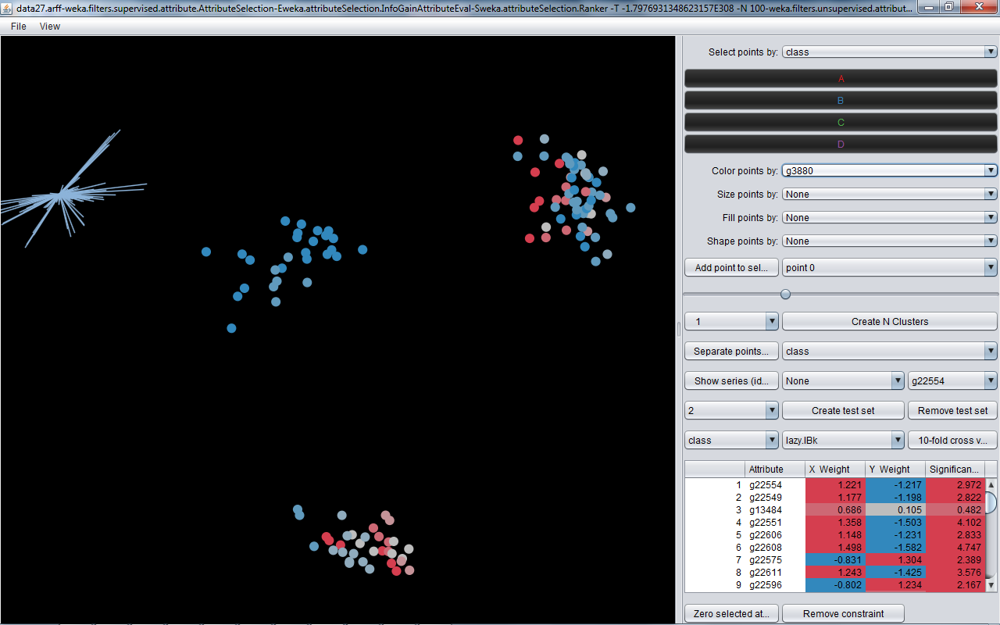 data27.arff-weka.filters.supervised.attribute.AttributeSelection-Eweka.attributeSelection.InfoGainAttributeEval-Sweka.attributeSelection.Ranker -T -1.7976931348623157E308 -N 100-weka.filters.unsupervised.attribut...
File View
Select points by: class
A
B
C
D
Color points by: g3880
Size points by: None
Fill points by: None
Shape points by: None
Add point to sel... point 0
1 Create N Clusters
Separate points... class
Show series (id... None g22554
2 Create test set Remove test set
class lazy.IBk 10-fold cross v...
Attribute X Weight Y Weight Significan...
1 g22554 1.221 -1.217 2.972
2 g22549 1.177 -1.198 2.822
3 g13484 0.686 0.105 0.482
4 g22551 1.358 -1.503 4.102
5 g22606 1.148 -1.231 2.833
6 g22608 1.498 -1.582 4.747
7 g22575 -0.831 1.304 2.389
8 g22611 1.243 -1.425 3.576
9 g22596 -0.802 1.234 2.167
Zero selected at... Remove constraint